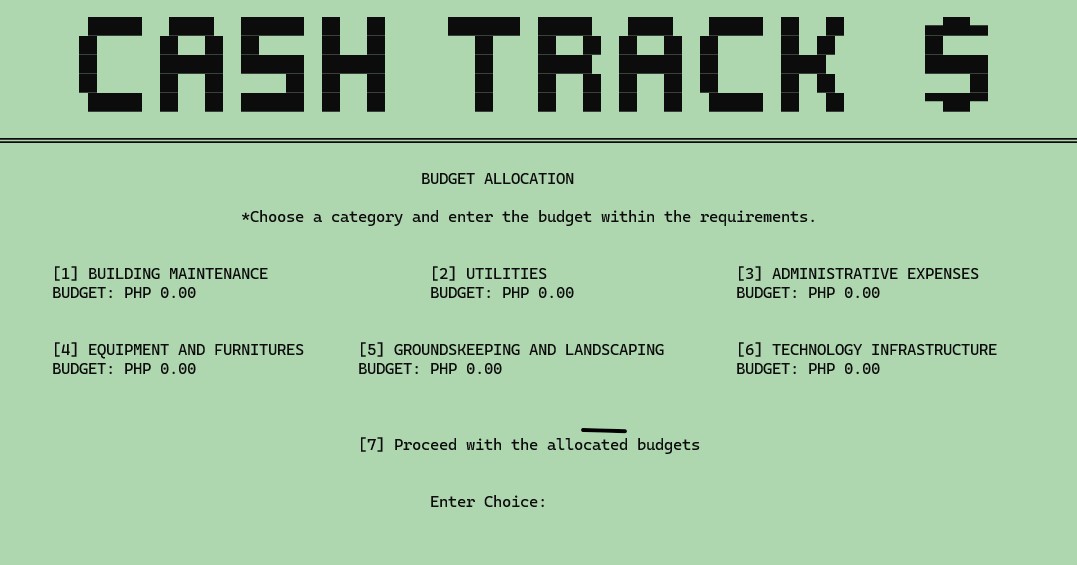 CASH TRACK $
BUDGET ALLOCATION
*Choose a category and enter the budget within the requirements.
[1] BUILDING MAINTENANCE [2] UTILITIES [3] ADMINISTRATIVE EXPENSES
BUDGET: PHP 0.00 BUDGET: PHP 0.00 BUDGET: PHP 0.00
[4] EQUIPMENT AND FURNITURES [5] GROUNDSKEEPING AND LANDSCAPING [6] TECHNOLOGY INFRASTRUCTURE
BUDGET: PHP 0.00 BUDGET: PHP 0.00 BUDGET: PHP 0.00
[7] Proceed with the allocated budgets
Enter Choice: